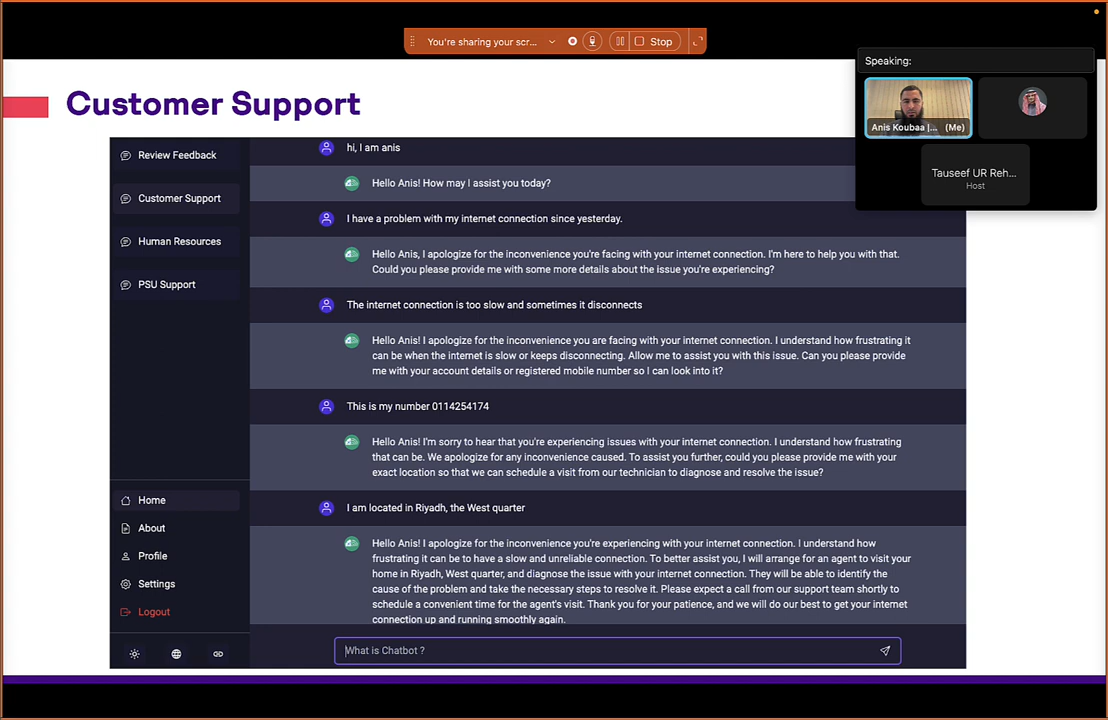 You're sharing your scr...
Stop
Speaking:
Anis Koubaa |... (Me)
Tauseef UR Reh...
Host
Customer Support
Review Feedback
Customer Support
Human Resources
PSU Support
Home
About
Profile
Settings
Logout
hi, I am anis
Hello Anis! How may I assist you today?
I have a problem with my internet connection since yesterday.
Hello Anis, I apologize for the inconvenience you're facing with your internet connection. I'm here to help you with that.
Could you please provide me with some more details about the issue you're experiencing?
The internet connection is too slow and sometimes it disconnects
Hello Anis! I apologize for the inconvenience you are facing with your internet connection. I understand how frustrating it
can be when the internet is slow or keeps disconnecting. Allow me to assist you with this issue. Can you please provide
me with your account details or registered mobile number so I can look into it?
This is my number 0114254174
Hello Anis! I'm sorry to hear that you're experiencing issues with your internet connection. I understand how frustrating
that can be. We apologize for any inconvenience caused. To assist you further, could you please provide me with your
exact location so that we can schedule a visit from our technician to diagnose and resolve the issue?
I am located in Riyadh, the West quarter
Hello Anis! I apologize for the inconvenience you're experiencing with your internet connection. I understand how
frustrating it can be to have a slow and unreliable connection. To better assist you, I will arrange for an agent to visit your
home in Riyadh, West quarter, and diagnose the issue with your internet connection. They will be able to identify the
cause of the problem and take the necessary steps to resolve it. Please expect a call from our support team shortly to
schedule a convenient time for the agent's visit. Thank you for your patience, and we will do our best to get your internet
connection up and running smoothly again.
What is Chatbot ?